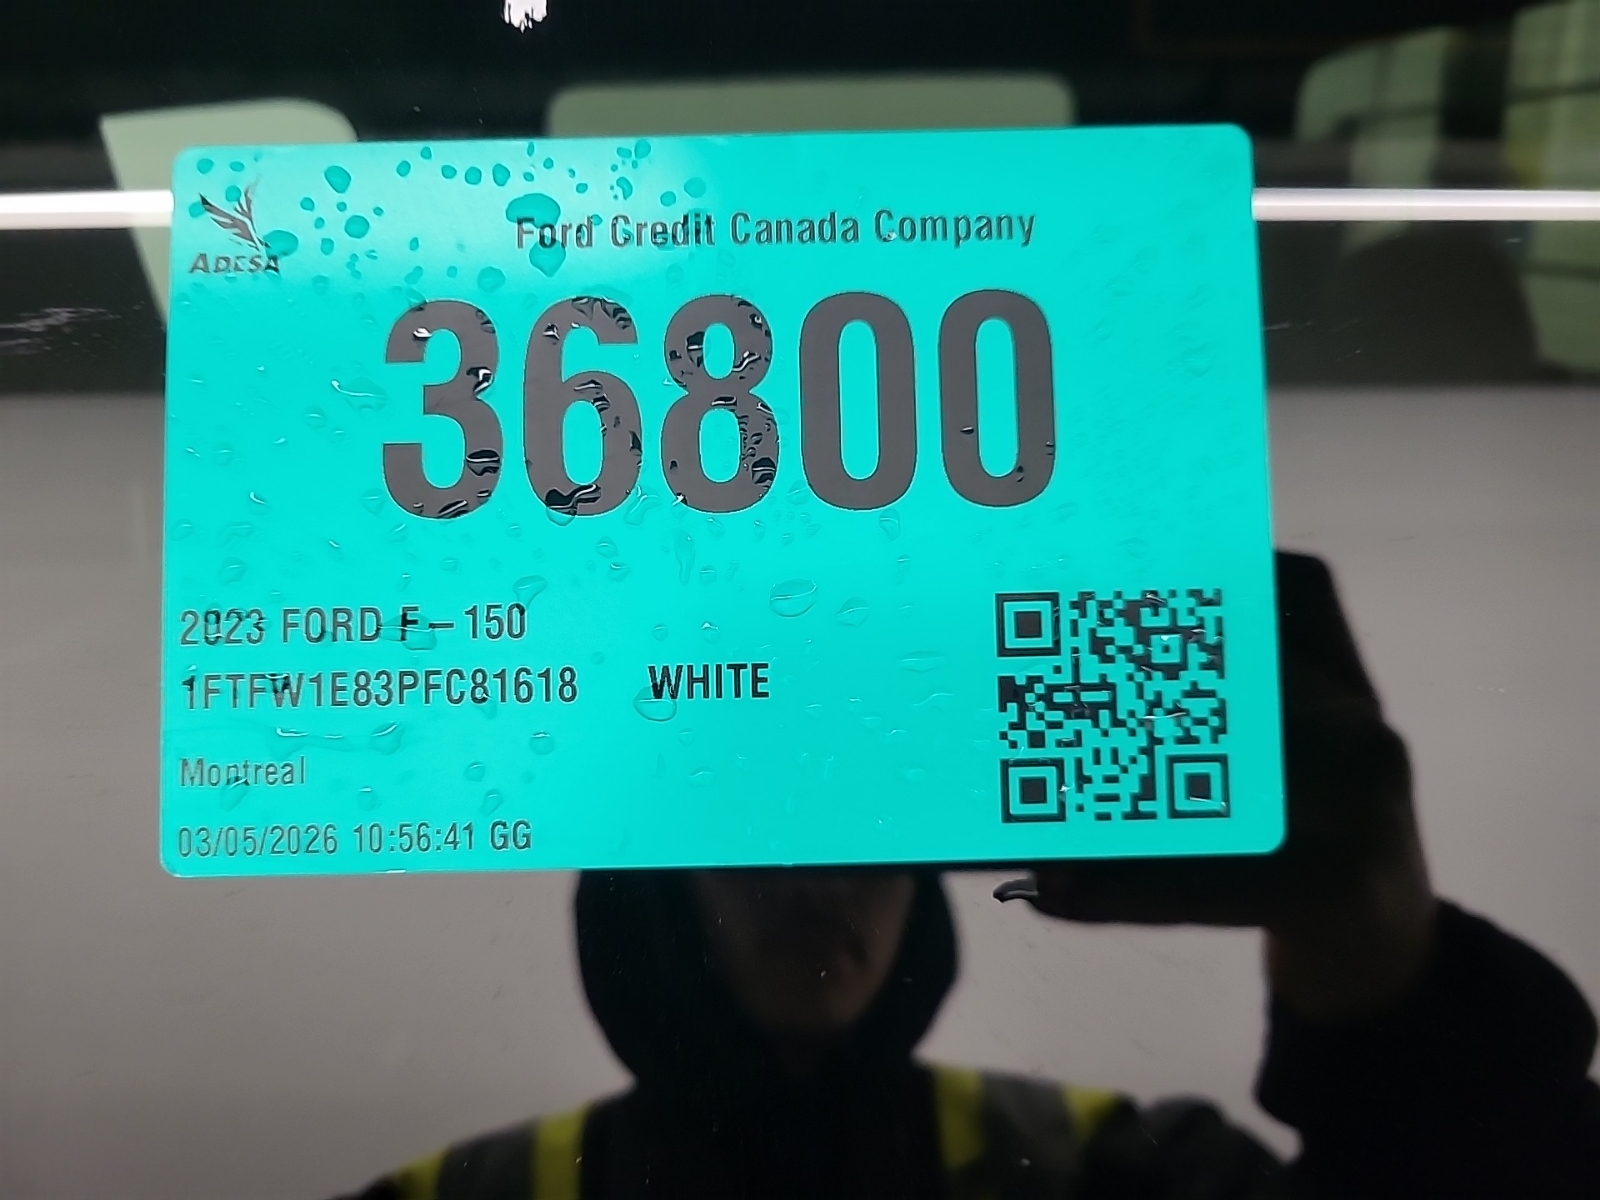 ADESA
Ford Credit Canada Company
36800
2023 FORD F-150
1FTFW1E83PFC81618 WHITE
Montreal
03/05/2026 10:56:41 GG